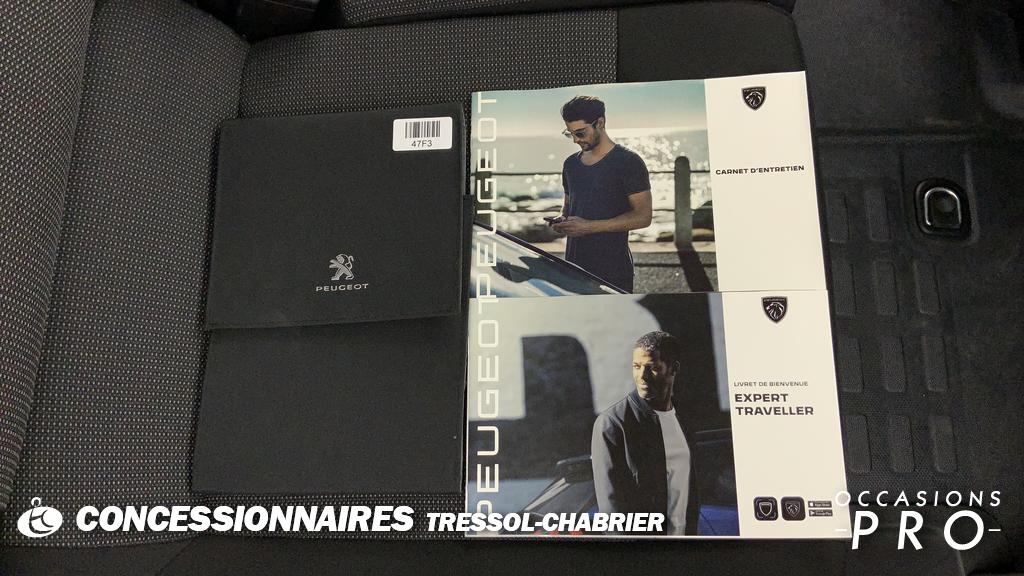 47F3
PEUGEOT
PEUGEOT
CARNET D'ENTRETIEN
PEUGEOT
LIVRET DE BIENVENUE
EXPERT
TRAVELLER
CONCESSIONNAIRES TRESSOL-CHABRIER
OCCASIONS
PRO